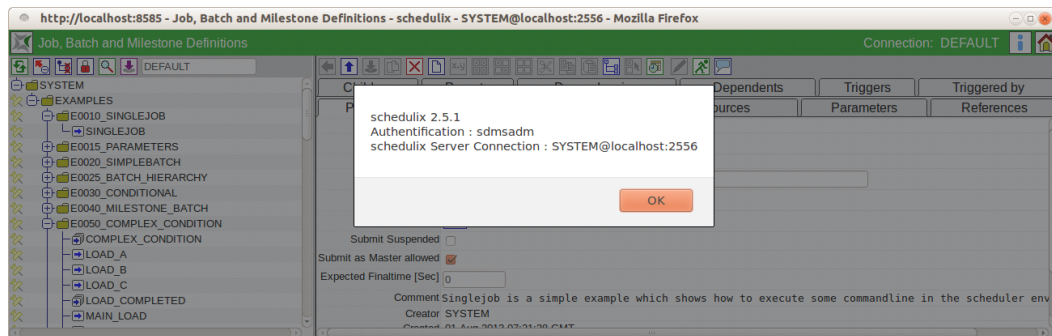 http://localhost:8585 - Job, Batch and Milestone Definitions - schedulix - SYSTEM@localhost:2556 - Mozilla Firefox
Job, Batch and Milestone Definitions
Connection: DEFAULT
DEFAULT
SYSTEM
EXAMPLES
E0010_SINGLEJOB
SINGLEJOB
E0015_PARAMETERS
E0020_SIMPLEBATCH
E0025_BATCH_HIERARCHY
E0030_CONDITIONAL
E0040_MILESTONE_BATCH
E0050_COMPLEX_CONDITION
COMPLEX_CONDITION
LOAD_A
LOAD_B
LOAD_C
LOAD_COMPLETED
MAIN_LOAD
Dependents
Triggers
Triggered by
Parameters
References
schedulix 2.5.1
Authentification : sdmsadm
schedulix Server Connection : SYSTEM@localhost:2556
OK
Submit Suspended
Submit as Master allowed
Expected Finaltime [Sec] 0
Comment Singlejob is a simple example which shows how to execute some commandline in the scheduler env
Creator SYSTEM